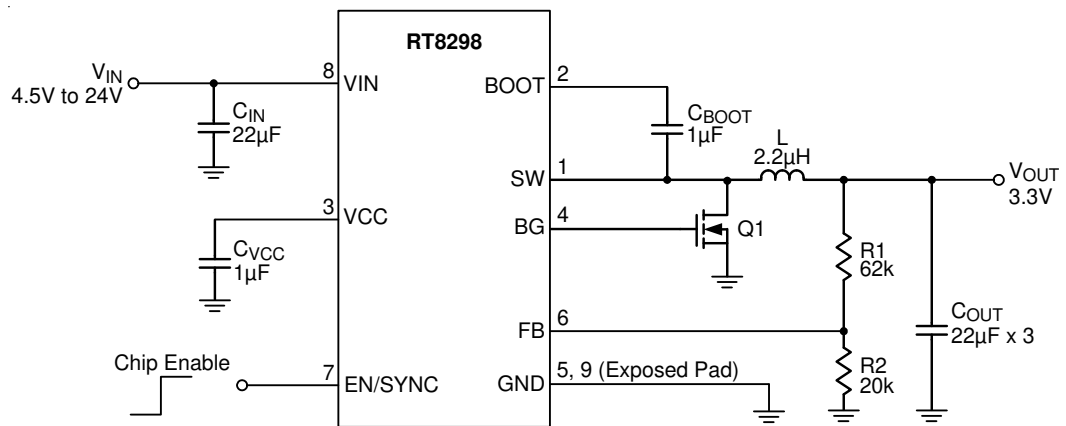 RT8298
VIN
4.5V to 24V
8
VIN
CIN
22µF
3
VCC
CVCC
1µF
Chip Enable
7
EN/SYNC
BOOT
2
CBOOT
1µF
L
2.2µH
SW
1
VOUT
3.3V
BG
4
Q1
R1
62k
FB
6
COUT
22µF x 3
R2
20k
GND
5, 9 (Exposed Pad)